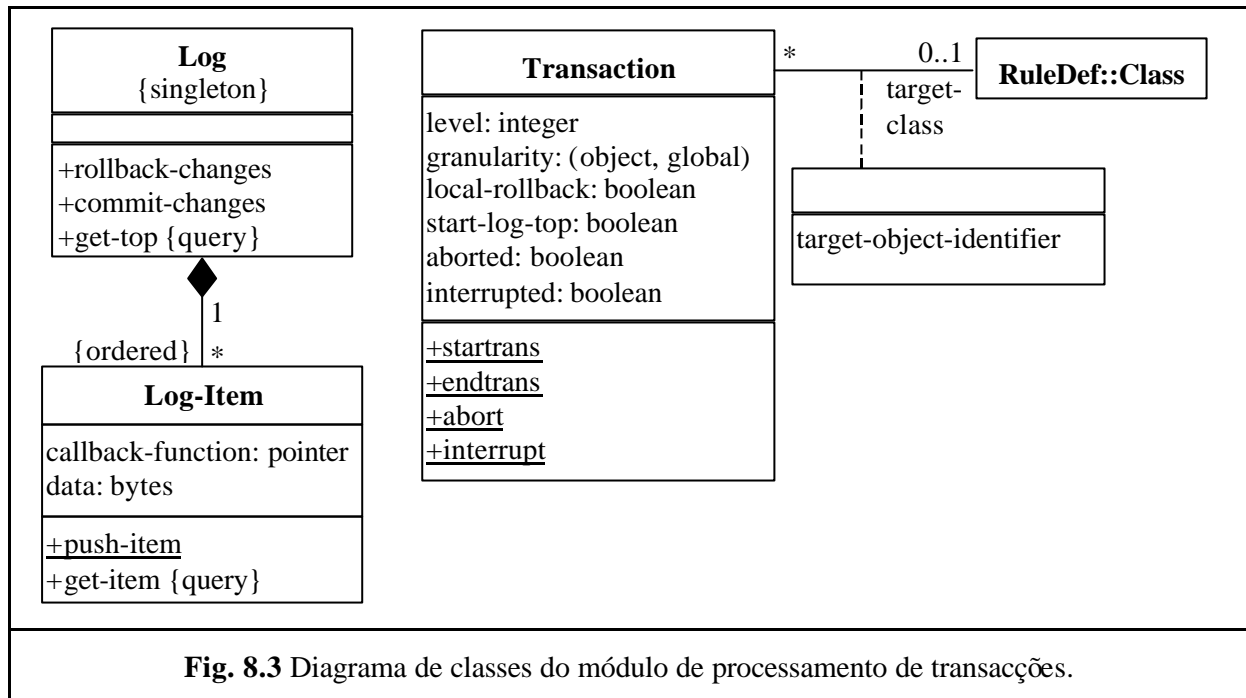 Log
{singleton}
+rollback-changes
+commit-changes
+get-top {query}
1
{ordered} *
Log-Item
callback-function: pointer
data: bytes
+push-item
+get-item {query}
Transaction
level: integer
granularity: (object, global)
local-rollback: boolean
start-log-top: boolean
aborted: boolean
interrupted: boolean
+startrans
+endtrans
+abort
+interrupt
* 0..1
target-
class
RuleDef::Class
target-object-identifier
Fig. 8.3 Diagrama de classes do módulo de processamento de transacções.